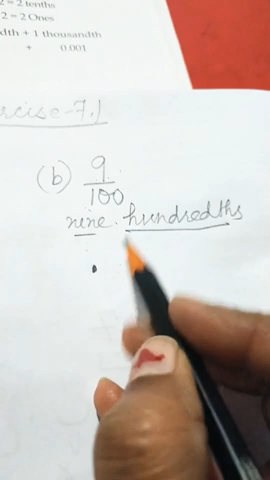 2 = 2 tenths
2 = 2 Ones
dth + 1 thousandth
+ 0.001
rcise-7.1
(b) 9/100
nine hundredths